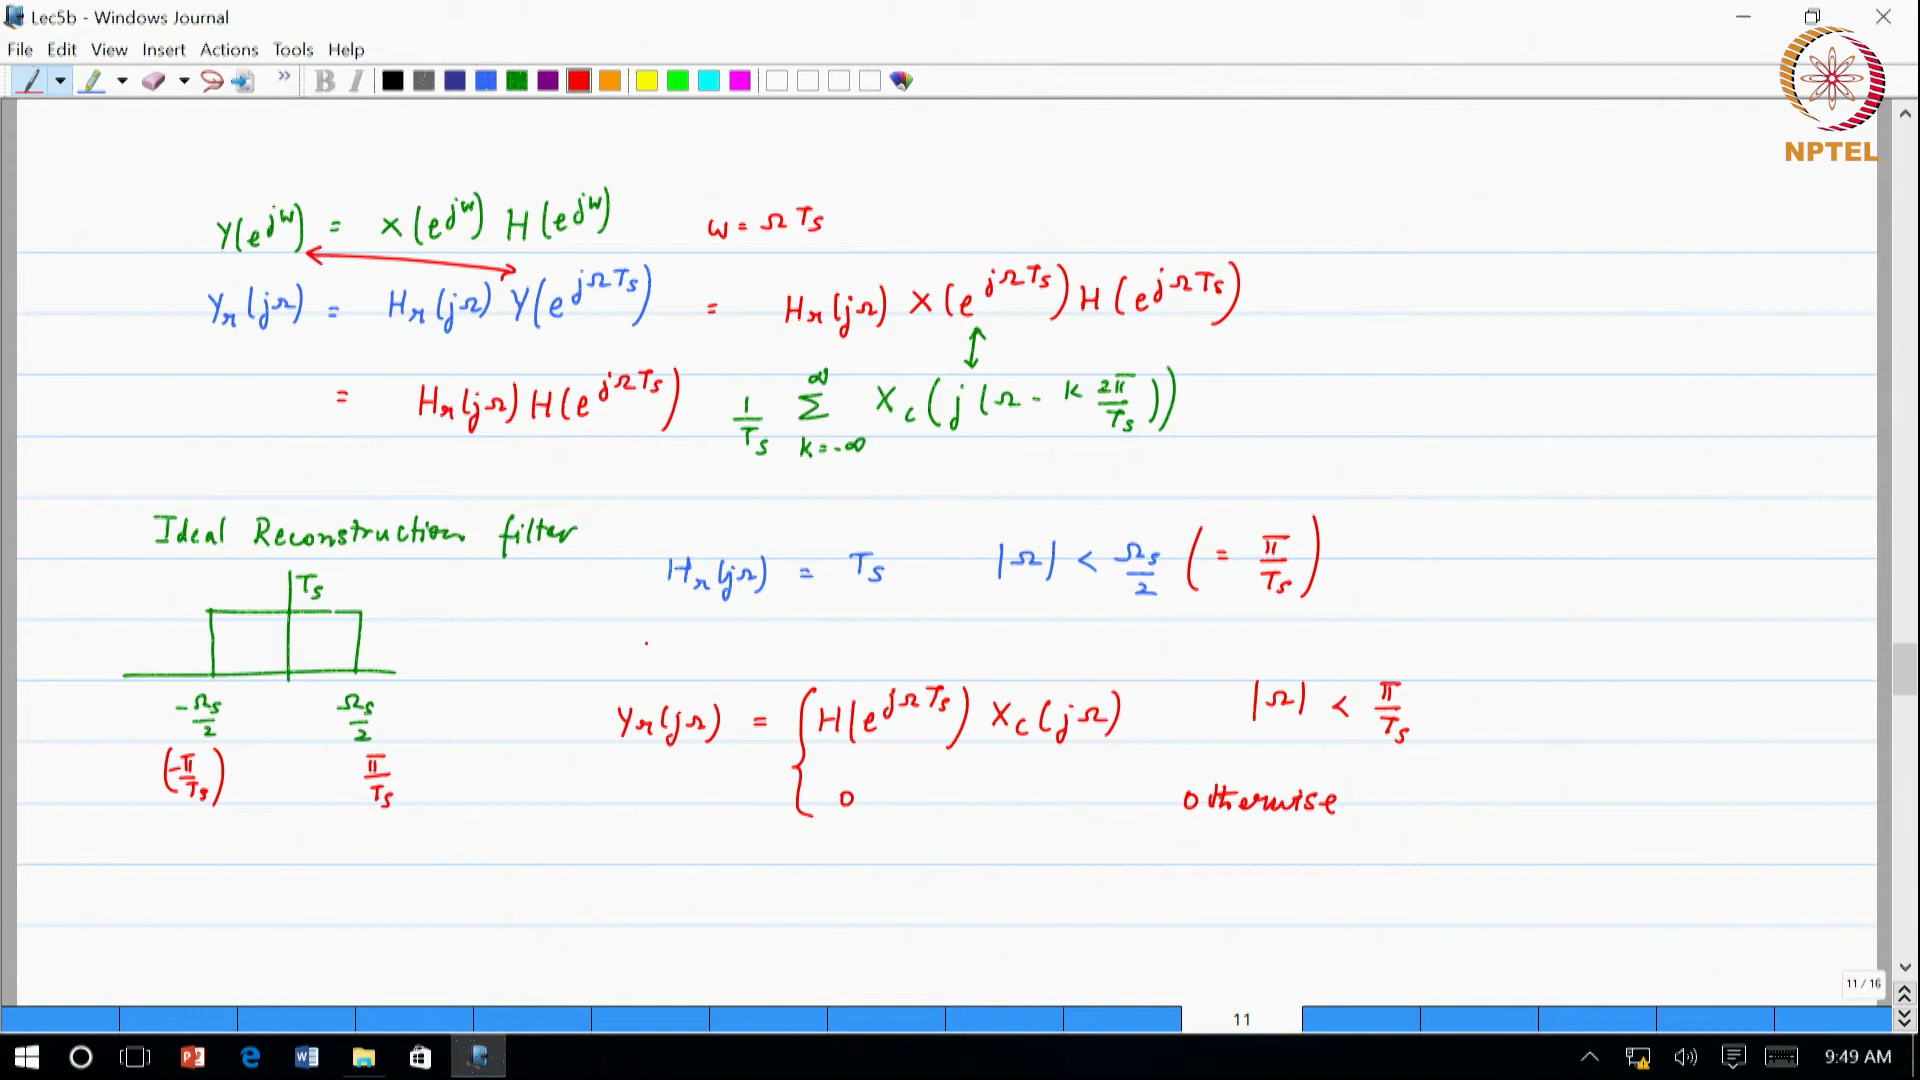 Lec5b - Windows Journal
File Edit View Insert Actions Tools Help
B I
NPTEL
Y(e^{jω}) = X(e^{jω}) H(e^{jω}) ω = Ω T_s
Y_r(jΩ) = H_r(jΩ) Y(e^{jΩT_s}) = H_r(jΩ) X(e^{jΩT_s}) H(e^{jΩT_s})
= H_r(jΩ) H(e^{jΩT_s}) 1/T_s Σ_{k=-∞}^{∞} X_c(j(Ω - k 2π/T_s))
Ideal Reconstruction filter
T_s
-Ω_s/2 Ω_s/2
(-π/T_s) π/T_s
H_r(jΩ) = T_s |Ω| < Ω_s/2 (= π/T_s)
Y_r(jΩ) = { H(e^{jΩT_s}) X_c(jΩ) |Ω| < π/T_s
0 otherwise
11 / 16
11
9:49 AM